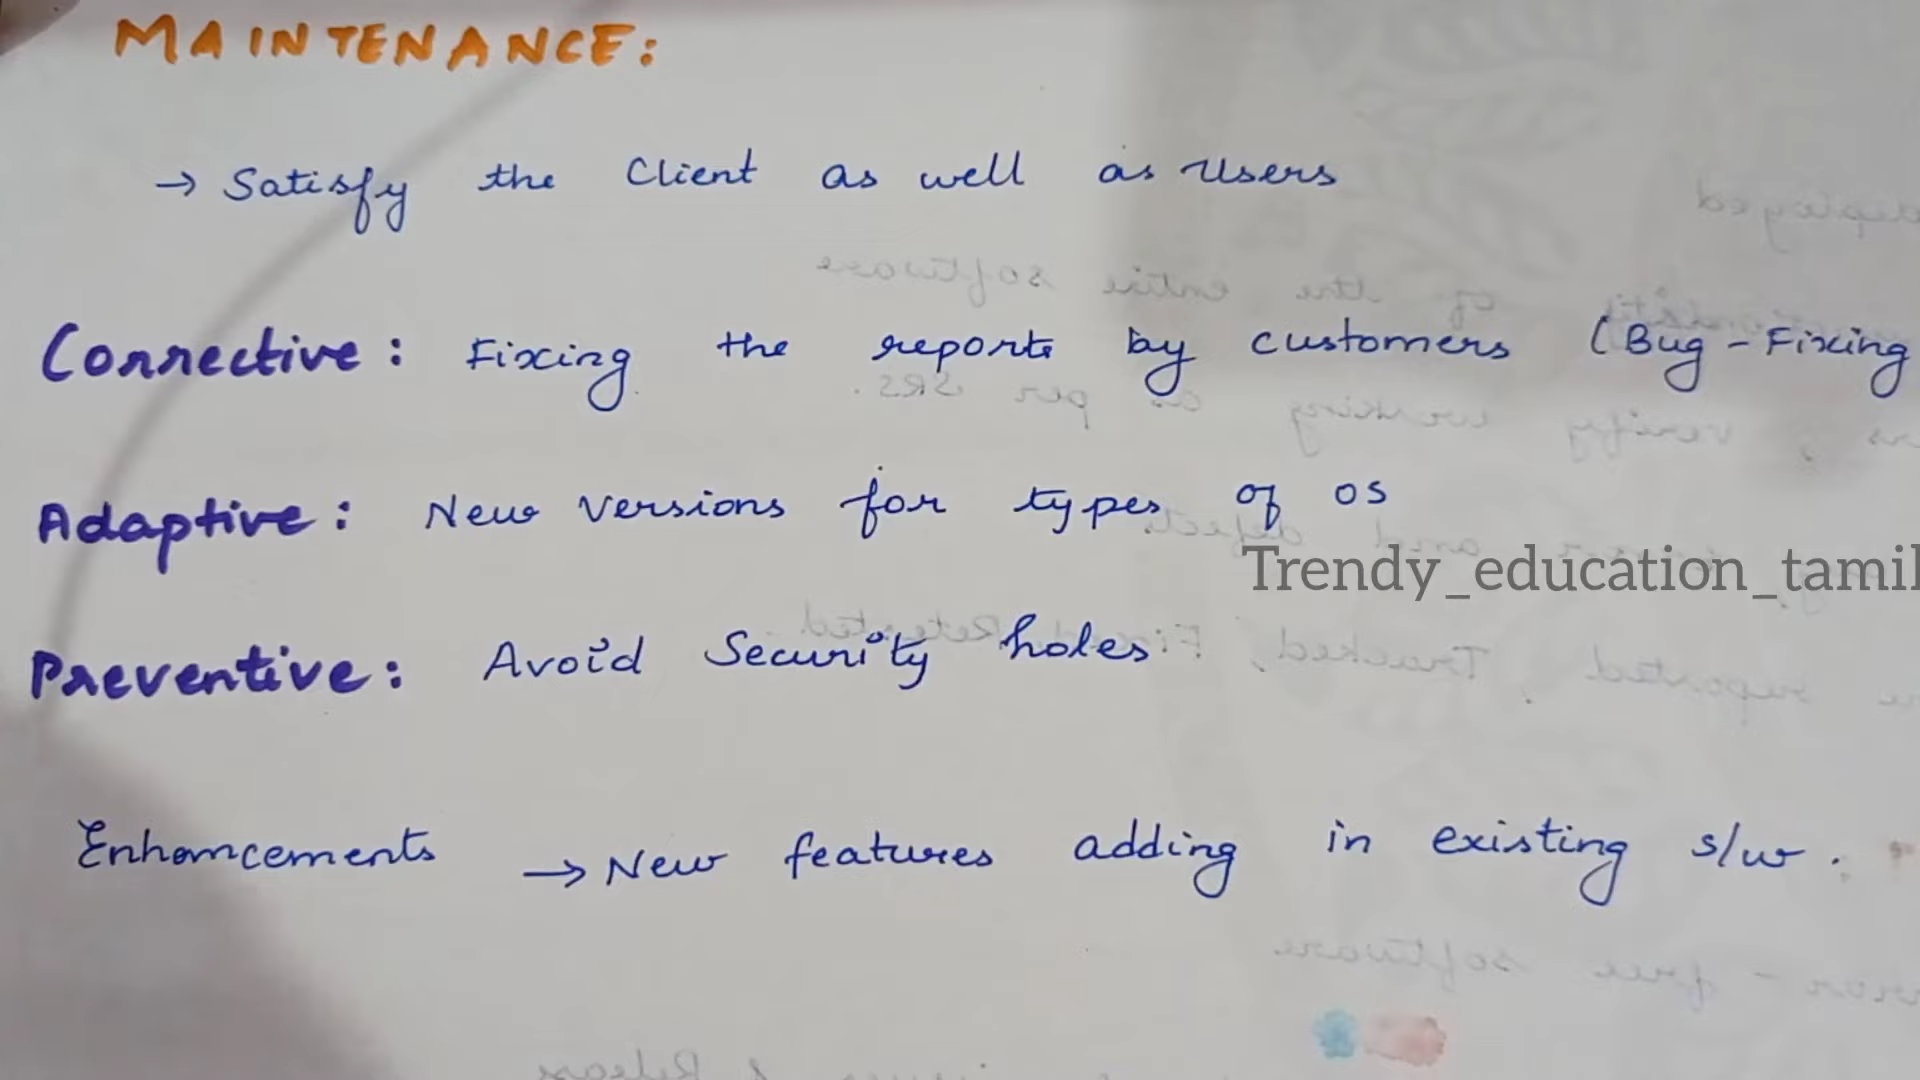 MAINTENANCE:
→ Satisfy the Client as well as Users
Corrective: Fixing the reports by customers (Bug-Fixing
Adaptive: New Versions for types of OS
Trendy_education_tamil
Preventive: Avoid Security holes
Enhancements → New features adding in existing s/w.